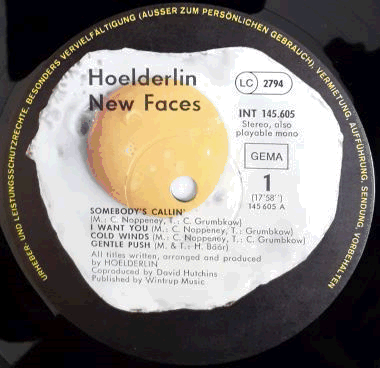 URHEBER- UND LEISTUNGSSCHUTZRECHTE, BESONDERS VERVIELFÄLTIGUNG (AUSSER ZUM PERSÖNLICHEN GEBRAUCH), VERMIETUNG, AUFFÜHRUNG, SENDUNG, VORBEHALTEN
Hoelderlin
New Faces
LC 2794
INT 145.605
Stereo, also
playable mono
GEMA
1
(17'58'')
145 605 A
SOMEBODY'S CALLIN'
(M.: C. Noppeney, T.: C. Grumbkow)
I WANT YOU (M.: C. Noppeney, T.: Grumbkow)
COLD WINDS (M.: C. Noppeney, T.: C. Grumbkow)
GENTLE PUSH (M. & T.: H. Bäär)
All titles written, arranged and produced
by HOELDERLIN
Coproduced by David Hutchins
Published by Wintrup Music